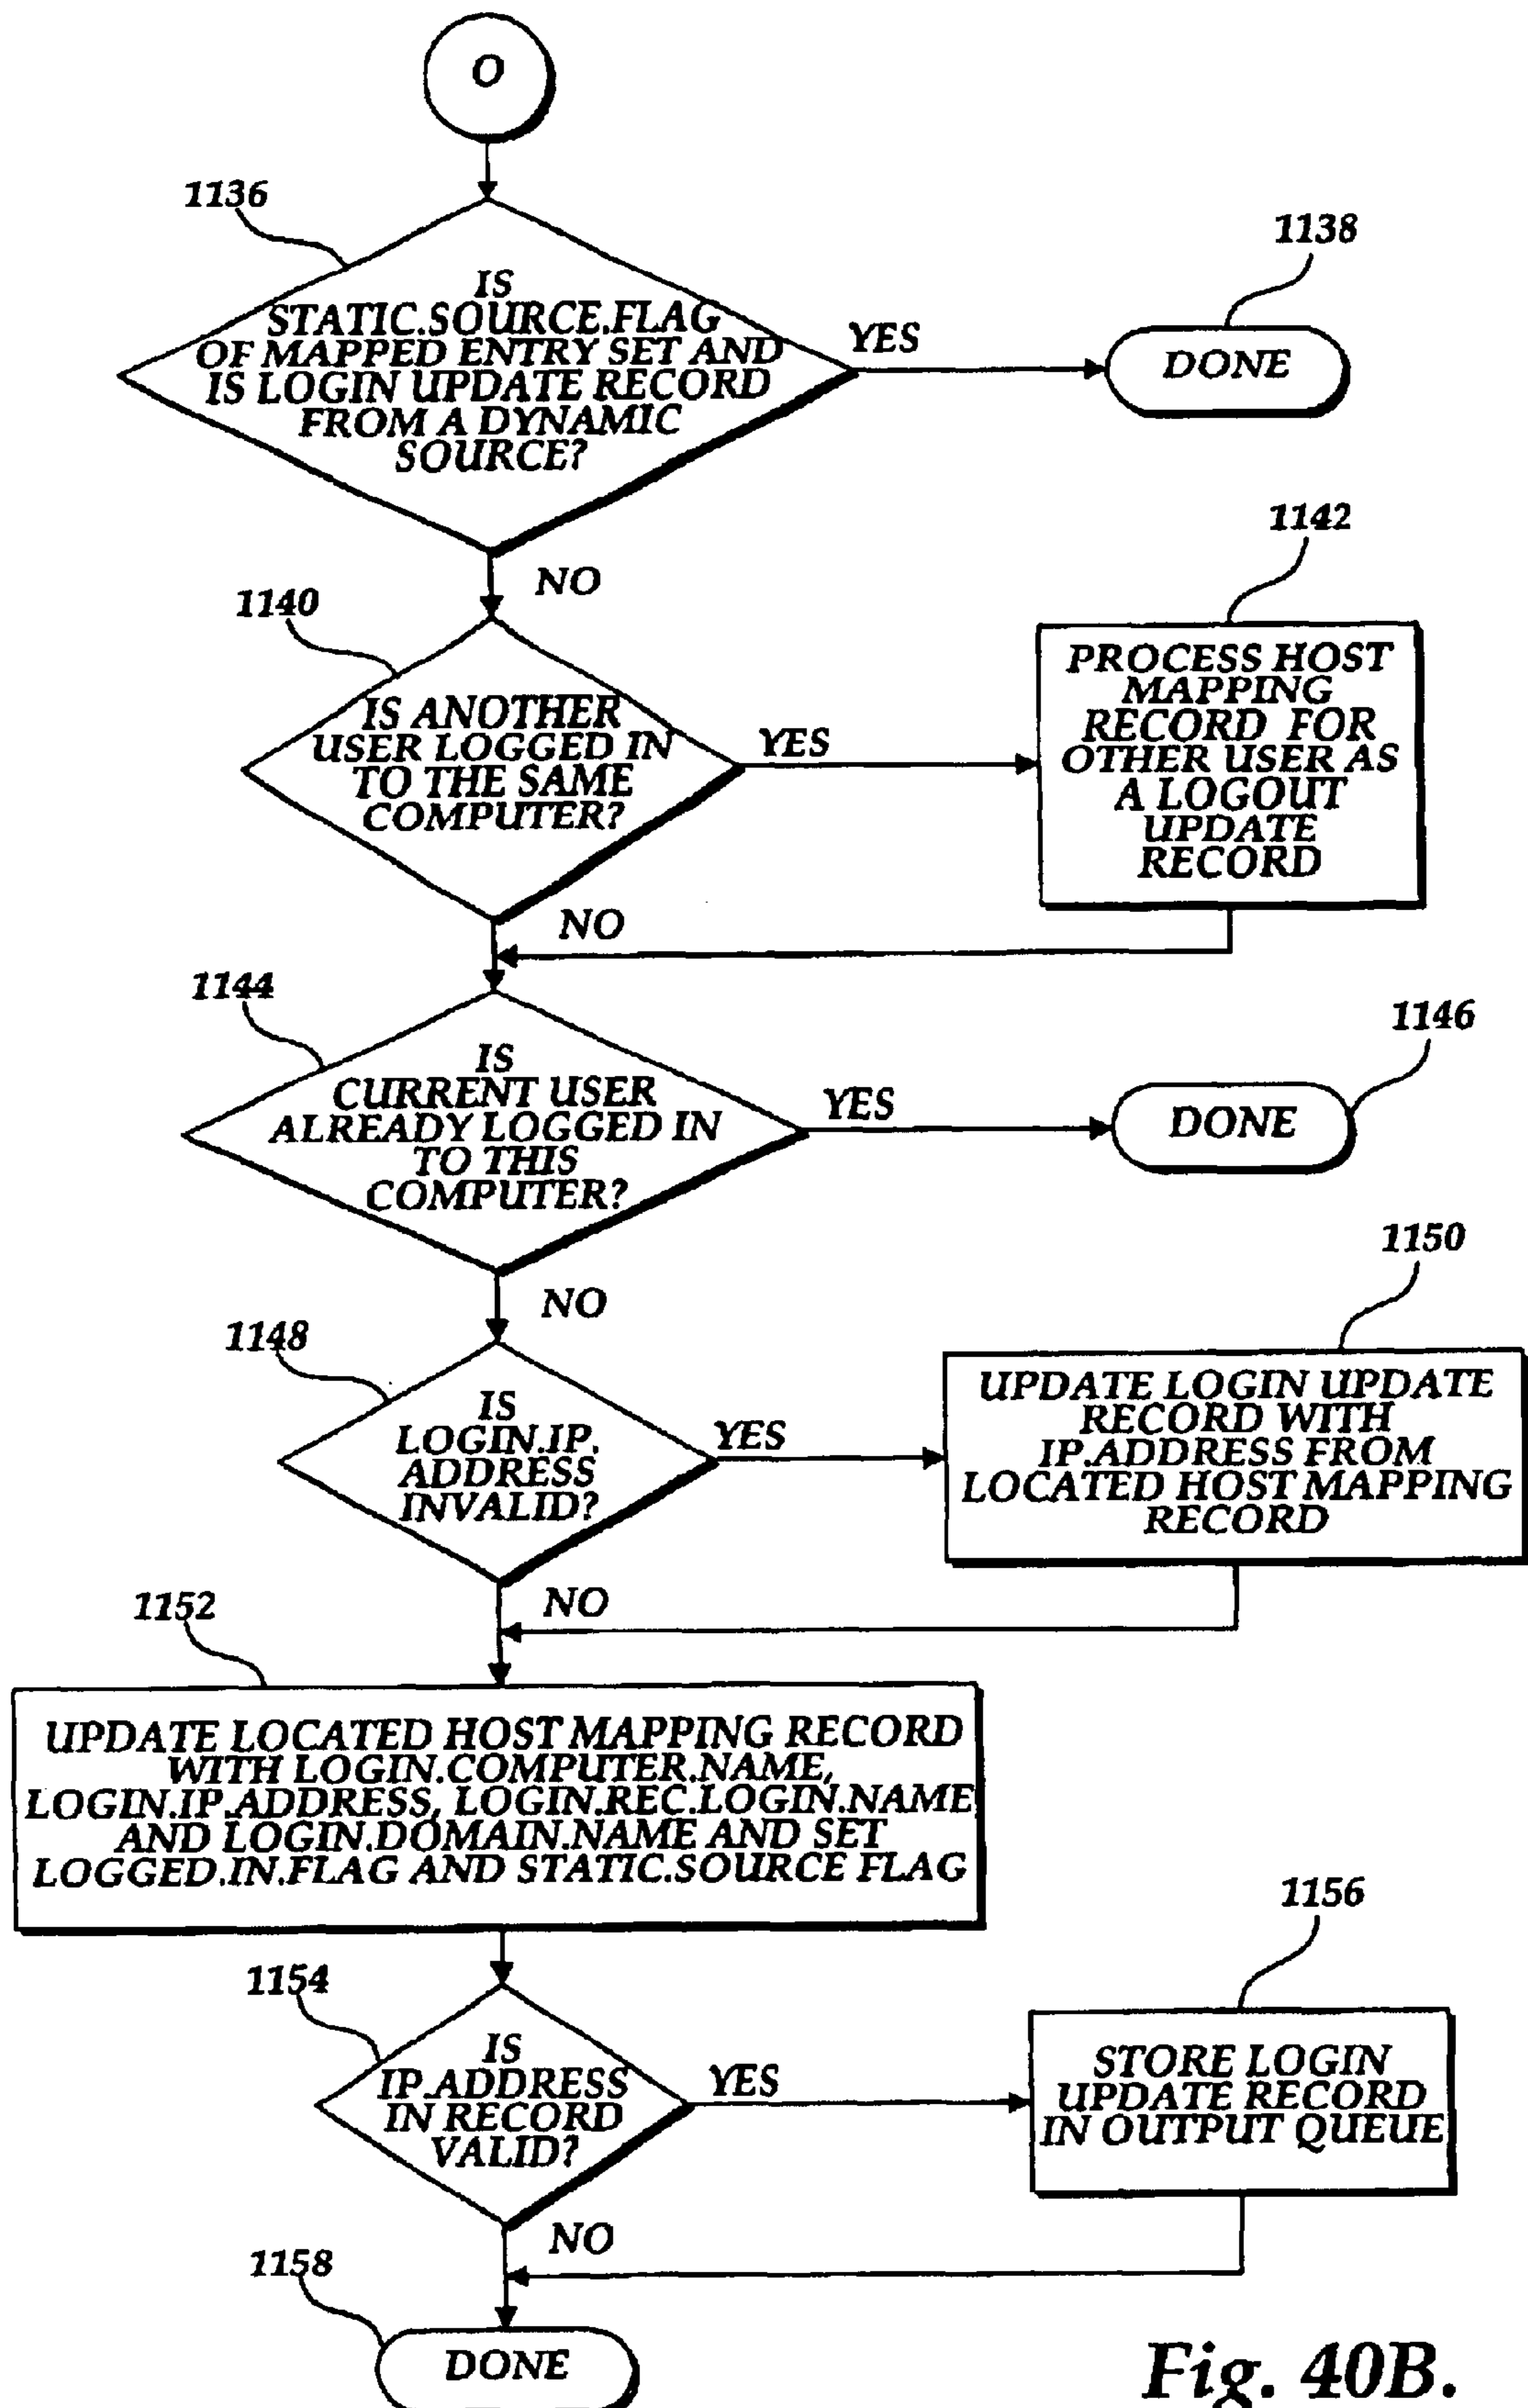 O
1136
IS
STATIC.SOURCE.FLAG
OF MAPPED ENTRY SET AND
IS LOGIN UPDATE RECORD
FROM A DYNAMIC
SOURCE?
YES
1138
DONE
NO
1140
IS ANOTHER
USER LOGGED IN
TO THE SAME
COMPUTER?
YES
1142
PROCESS HOST
MAPPING
RECORD FOR
OTHER USER AS
A LOGOUT
UPDATE
RECORD
NO
1144
IS
CURRENT USER
ALREADY LOGGED IN
TO THIS
COMPUTER?
YES
1146
DONE
NO
1148
IS
LOGIN.IP.
ADDRESS
INVALID?
YES
1150
UPDATE LOGIN UPDATE
RECORD WITH
IP.ADDRESS FROM
LOCATED HOST MAPPING
RECORD
NO
1152
UPDATE LOCATED HOST MAPPING RECORD
WITH LOGIN.COMPUTER.NAME,
LOGIN.IP.ADDRESS, LOGIN.REC.LOGIN.NAME
AND LOGIN.DOMAIN.NAME AND SET
LOGGED.IN.FLAG AND STATIC.SOURCE FLAG
1154
IS
IP.ADDRESS
IN RECORD
VALID?
YES
1156
STORE LOGIN
UPDATE RECORD
IN OUTPUT QUEUE
NO
1158
DONE
Fig. 40B.